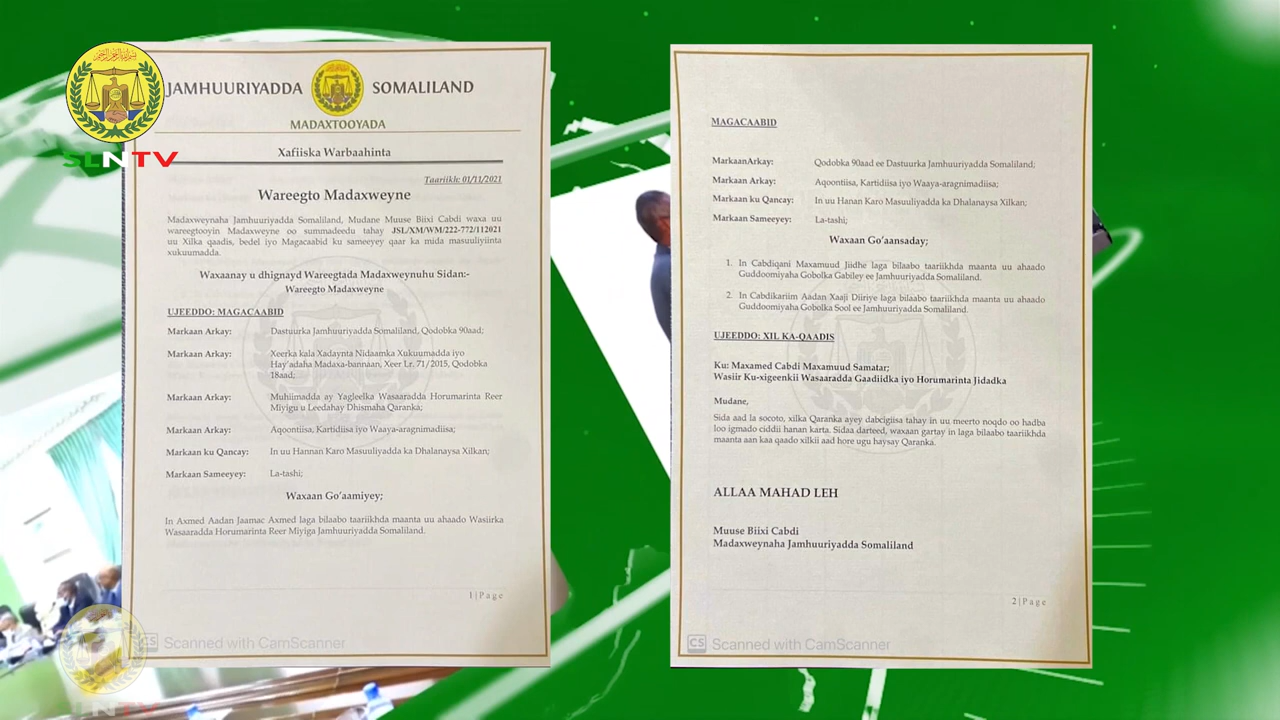 SLNTV
JAMHUURIYADDA SOMALILAND
MADAXTOOYADA
Xafiiska Warbaahinta
Taariikh: 01/11/2021
Wareegto Madaxweyne
Madaxweynaha Jamhuuriyadda Somaliland, Mudane Muuse Biixi Cabdi waxa uu
wareegtooyin Madaxweyne oo summadeedu tahay JSL/XM/WM/222-772/112021
uu Xilka qaadis, bedel iyo Magacaabid ku sameeyey qaar ka mida masuuliyiinta
xukuumadda.
Waxaanay u dhignayd Wareegtada Madaxweynuhu Sidan:-
Wareegto Madaxweyne
UJEEDDO: MAGACAABID
Markaan Arkay: Dastuurka Jamhuuriyadda Somaliland, Qodobka 90aad;
Markaan Arkay: Xeerka kala Xadaynta Nidaamka Xukuumadda iyo
Hay'adaha Madaxa-bannaan, Xeer Lr. 71/2015, Qodobka
18aad;
Markaan Arkay: Muhiimadda ay Yagleelka Wasaaradda Horumarinta Reer
Miyigu u Leedahay Dhismaha Qaranka;
Markaan Arkay: Aqoontiisa, Kartidiisa iyo Waaya-aragnimadiisa;
Markaan ku Qancay: In uu Hannan Karo Masuuliyadda ka Dhalanaysa Xilkan;
Markaan Sameeyey: La-tashi;
Waxaan Go'aamiyey;
In Axmed Aadan Jaamac Axmed laga bilaabo taariikhda maanta uu ahaado Wasiirka
Wasaaradda Horumarinta Reer Miyiga Jamhuuriyadda Somaliland.
1 | Page
CS Scanned with CamScanner
MAGACAABID
MarkaanArkay: Qodobka 90aad ee Dastuurka Jamhuuriyadda Somaliland;
Markaan Arkay: Aqoontiisa, Kartidiisa iyo Waaya-aragnimadiisa;
Markaan ku Qancay: In uu Hanan Karo Masuuliyadda ka Dhalanaysa Xilkan;
Markaan Sameeyey: La-tashi;
Waxaan Go'aansaday;
1. In Cabdiqani Maxamuud Jiidhe laga bilaabo taariikhda maanta uu ahaado
Guddoomiyaha Gobolka Gabiley ee Jamhuuriyadda Somaliland.
2. In Cabdikariim Aadan Xaaji Diiriye laga bilaabo taariikhda maanta uu ahaado
Guddoomiyaha Gobolka Sool ee Jamhuuriyadda Somaliland.
UJEEDDO: XIL KA-QAADIS
Ku: Maxamed Cabdi Maxamuud Samatar;
Wasiir Ku-xigeenkii Wasaaradda Gaadiidka iyo Horumarinta Jidadka
Mudane,
Sida aad la socoto, xilka Qaranka ayey dabcigiisa tahay in uu meerto noqdo oo hadba
loo igmado ciddii hanan karta. Sidaa darteed, waxaan gartay in laga bilaabo taariikhda
maanta aan kaa qaado xilkii aad hore ugu haysay Qaranka.
ALLAA MAHAD LEH
Muuse Biixi Cabdi
Madaxweynaha Jamhuuriyadda Somaliland
2 | Page
CS Scanned with CamScanner
SLNTV